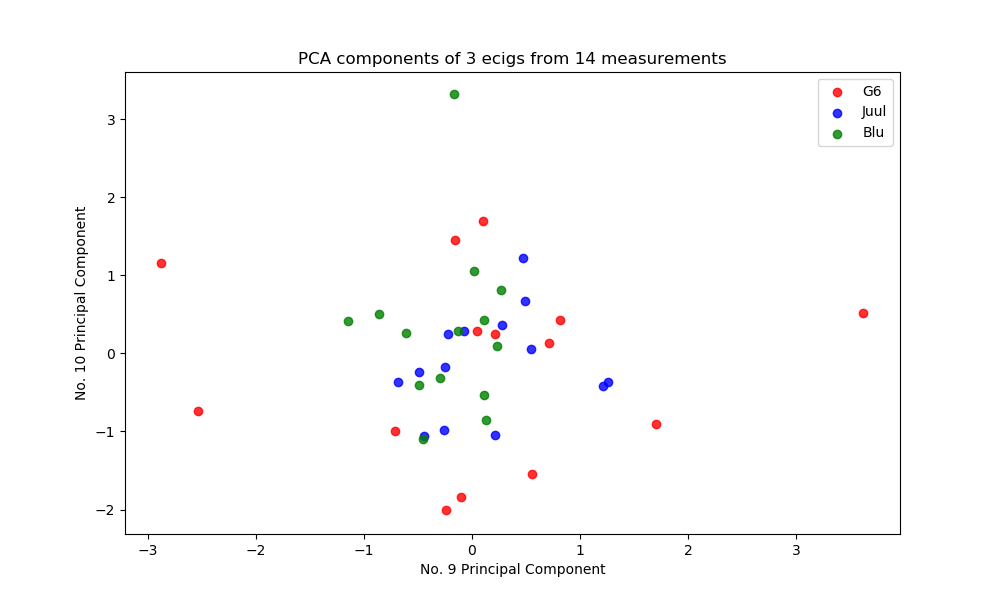 PCA components of 3 ecigs from 14 measurements
G6
Juul
Blu
3
2
1
0
−1
−2
No. 10 Principal Component
−3 −2 −1 0 1 2 3
No. 9 Principal Component